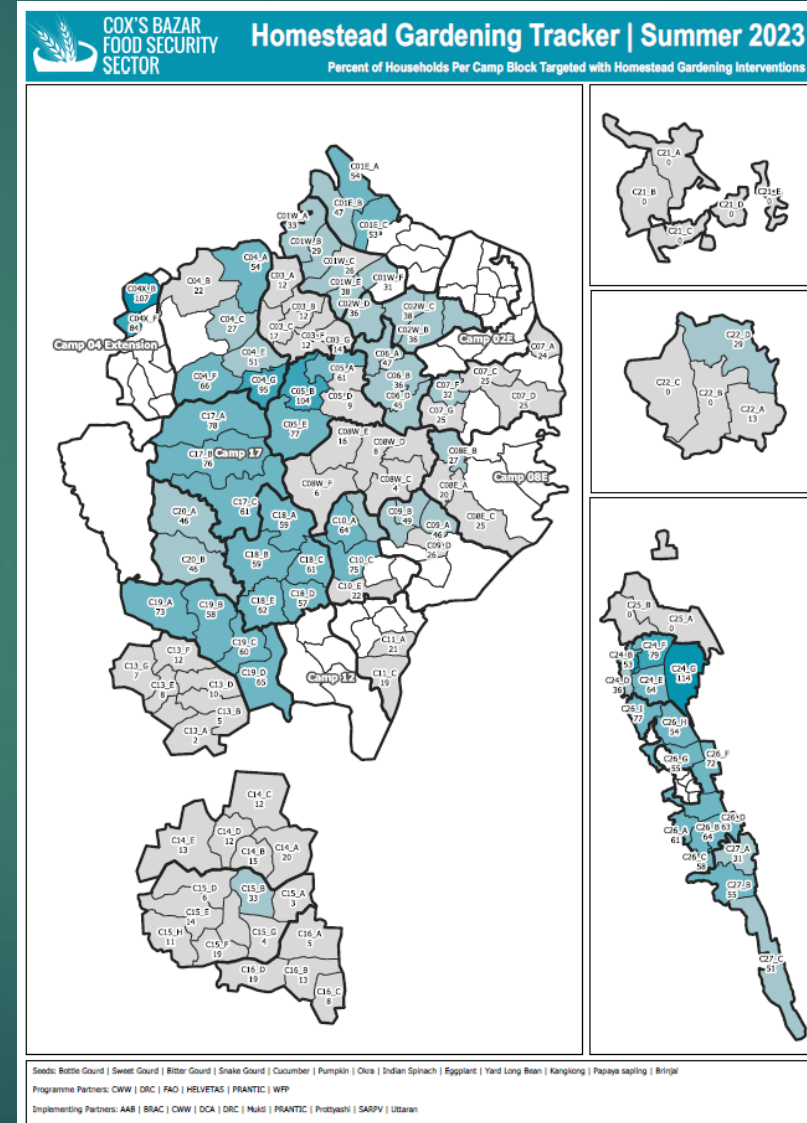 COX'S BAZAR
FOOD SECURITY
SECTOR
Homestead Gardening Tracker | Summer 2023
Percent of Households Per Camp Block Targeted with Homestead Gardening Interventions
C01E_A
54
C01E_B
47
C01E_C
53
C01W_A
33
C01W_B
29
C01W_C
26
C01W_E
38
C01W_F
31
C02W_D
36
C02W_C
38
C02W_B
36
Camp 02E
C03_A
12
C03_B
12
C03_C
17
C03_F
12
C03_G
14
C04_A
54
C04_B
22
C04_C
27
C04_E
51
C04_F
66
C04_G
95
C04X_B
107
C04X_F
84
Camp 04 Extension
C05_A
61
C05_B
104
C05_D
9
C05_E
77
C06_A
47
C06_B
36
C06_D
45
C07_A
24
C07_C
25
C07_D
25
C07_F
32
C07_G
25
C08W_E
16
C08W_D
8
C08W_F
6
C08W_C
4
C08E_B
27
C08E_A
20
C08E_C
25
Camp 08E
C17_A
78
C17_B
76
Camp 17
C17_C
61
C18_A
59
C18_B
59
C18_C
61
C18_E
62
C18_D
57
C10_A
64
C10_C
75
C10_E
22
C09_B
49
C09_A
46
C09_D
26
C20_A
46
C20_B
46
C19_A
73
C19_B
58
C19_C
60
C19_D
65
Camp 12
C11_A
21
C11_C
19
C13_F
12
C13_G
7
C13_E
8
C13_D
10
C13_B
5
C13_A
2
C14_C
12
C14_D
12
C14_E
13
C14_B
15
C14_A
20
C15_D
6
C15_B
33
C15_A
3
C15_E
14
C15_H
11
C15_F
19
C15_G
4
C16_A
5
C16_D
19
C16_B
13
C16_C
8
C21_A
0
C21_B
0
C21_D
0
C21_E
0
C21_C
0
C22_D
29
C22_C
0
C22_B
0
C22_A
13
C25_B
0
C25_A
0
C24_F
79
C24_B
53
C24_G
114
C24_D
36
C24_E
64
C26_I
77
C26_H
54
C26_G
55
C26_F
72
C26_D
63
C26_A
61
C26_B
64
C26_C
58
C27_A
31
C27_B
55
C27_C
51
Seeds: Bottle Gourd | Sweet Gourd | Bitter Gourd | Snake Gourd | Cucumber | Pumpkin | Okra | Indian Spinach | Eggplant | Yard Long Bean | Kangkong | Papaya sapling | Brinjal
Programme Partners: CWW | DRC | FAO | HELVETAS | PRANTIC | WFP
Implementing Partners: AAB | BRAC | CWW | DCA | DRC | Mukti | PRANTIC | Prottyashi | SARPV | Uttaran